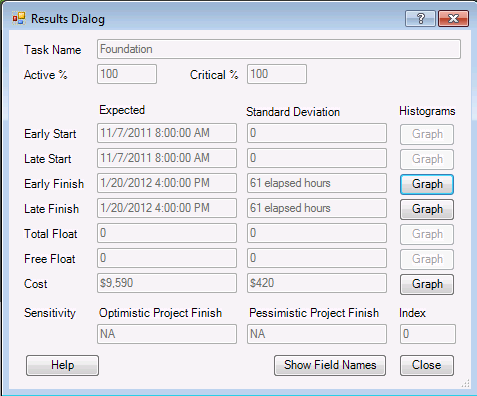 Results Dialog
Task Name Foundation
Active % 100 Critical % 100
Expected Standard Deviation Histograms
Early Start 11/7/2011 8:00:00 AM 0 Graph
Late Start 11/7/2011 8:00:00 AM 0 Graph
Early Finish 1/20/2012 4:00:00 PM 61 elapsed hours Graph
Late Finish 1/20/2012 4:00:00 PM 61 elapsed hours Graph
Total Float 0 0 Graph
Free Float 0 0 Graph
Cost $9,590 $420 Graph
Sensitivity Optimistic Project Finish Pessimistic Project Finish Index
NA NA 0
Help Show Field Names Close